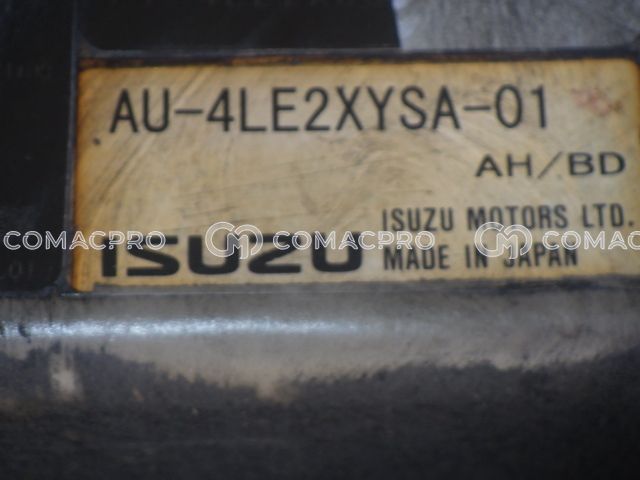 AU-4LE2XYSA-01
AH/BD
ISUZU
ISUZU MOTORS LTD.
MADE IN JAPAN
COMACPRO COMACPRO COMACPRO